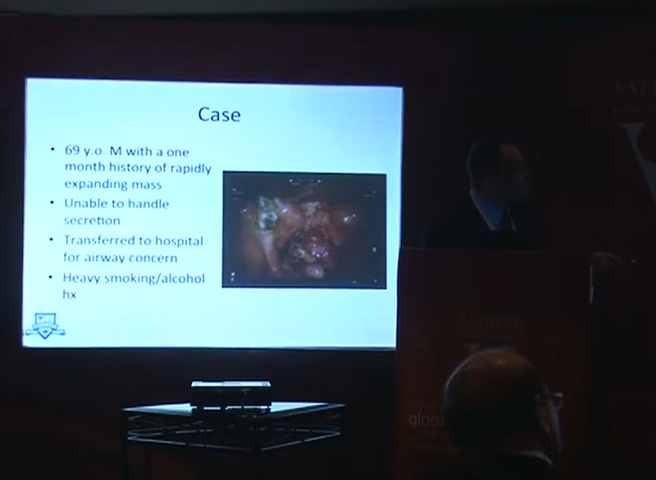 Case
• 69 y.o. M with a one
month history of rapidly
expanding mass
• Unable to handle
secretion
• Transferred to hospital
for airway concern
• Heavy smoking/alcohol
hx